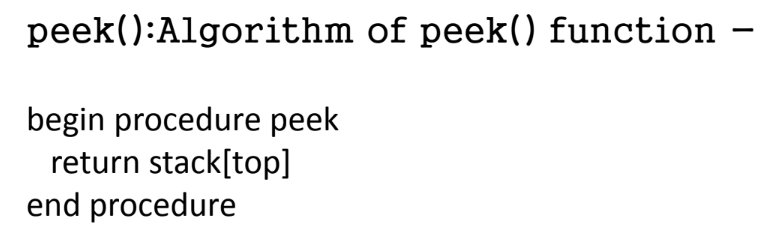 peek():Algorithm of peek() function –
begin procedure peek
return stack[top]
end procedure